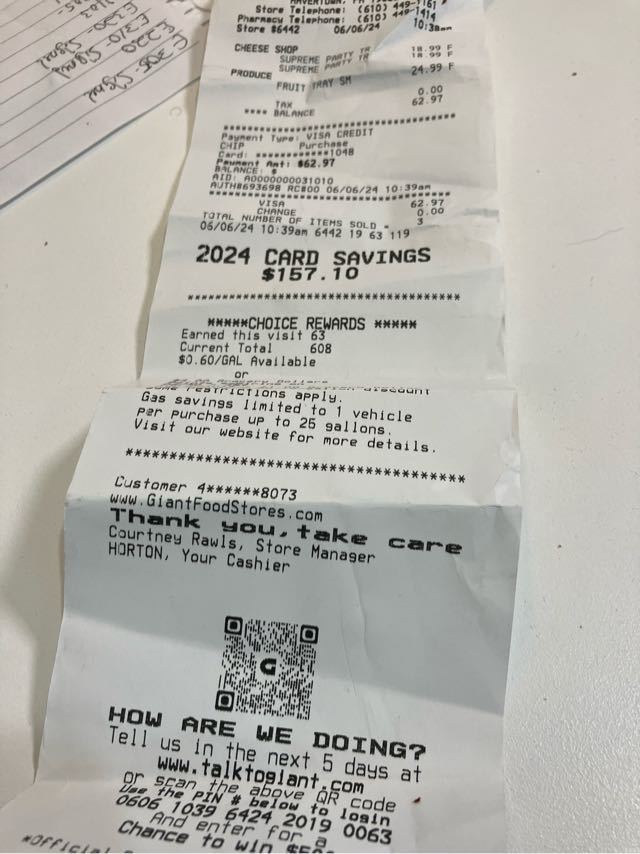 HAVERTOWN, PA
Store Telephone: (610) 449-1161
Pharmacy Telephone: (610) 449-1414
Store #6442 06/06/24 10:38am
CHEESE SHOP
SUPREME PARTY TR 18.99 F
SUPREME PARTY TR 18.99 F
PRODUCE
FRUIT TRAY SM 24.99 F
TAX 0.00
**** BALANCE 62.97
Payment Type: VISA CREDIT
CHIP Purchase
Card: ************1048
Payment Amt: $62.97
BALANCE: $
AID: A0000000031010
AUTH#693698 RC#00 06/06/24 10:39am
VISA 62.97
CHANGE 0.00
TOTAL NUMBER OF ITEMS SOLD = 3
06/06/24 10:39am 6442 19 63 119
2024 CARD SAVINGS
$157.10
*****CHOICE REWARDS *****
Earned this visit 63
Current Total 608
$0.60/GAL Available
or
Some restrictions apply.
Gas savings limited to 1 vehicle
per purchase up to 25 gallons.
Visit our website for more details.
Customer 4******8073
www.GiantFoodStores.com
Thank you, take care
Courtney Rawls, Store Manager
HORTON, Your Cashier
G
HOW ARE WE DOING?
Tell us in the next 5 days at
www.talktogiant.com
or scan the above QR code
Use the PIN # below to login
0606 1039 6424 2019 0063
And enter for a
Chance to win
*Official